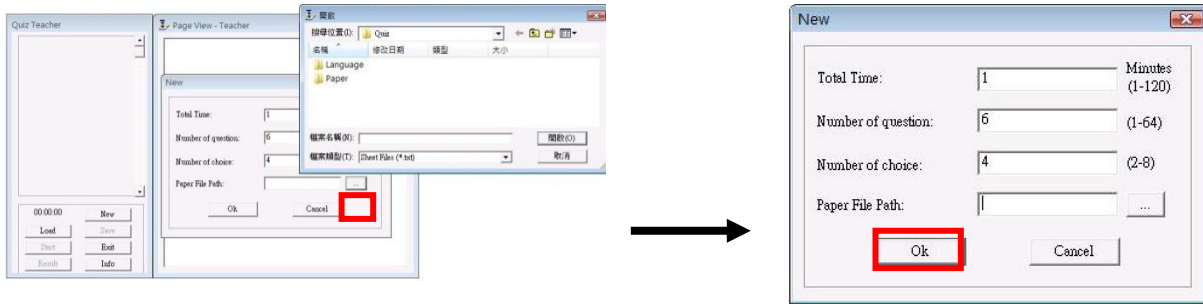 Quiz Teacher
00:00:00
New
Load
Save
Start
Exit
Result
Info
Page View - Teacher
New
Total Time:
1
Number of question:
6
Number of choice:
4
Paper File Path:
...
Ok
Cancel
開啟
搜尋位置(I):
Quiz
名稱
修改日期
類型
大小
Language
Paper
檔案名稱(N):
開啟(O)
檔案類型(T):
Sheet Files (*.txt)
取消
New
Total Time:
1
Minutes
(1-120)
Number of question:
6
(1-64)
Number of choice:
4
(2-8)
Paper File Path:
...
Ok
Cancel